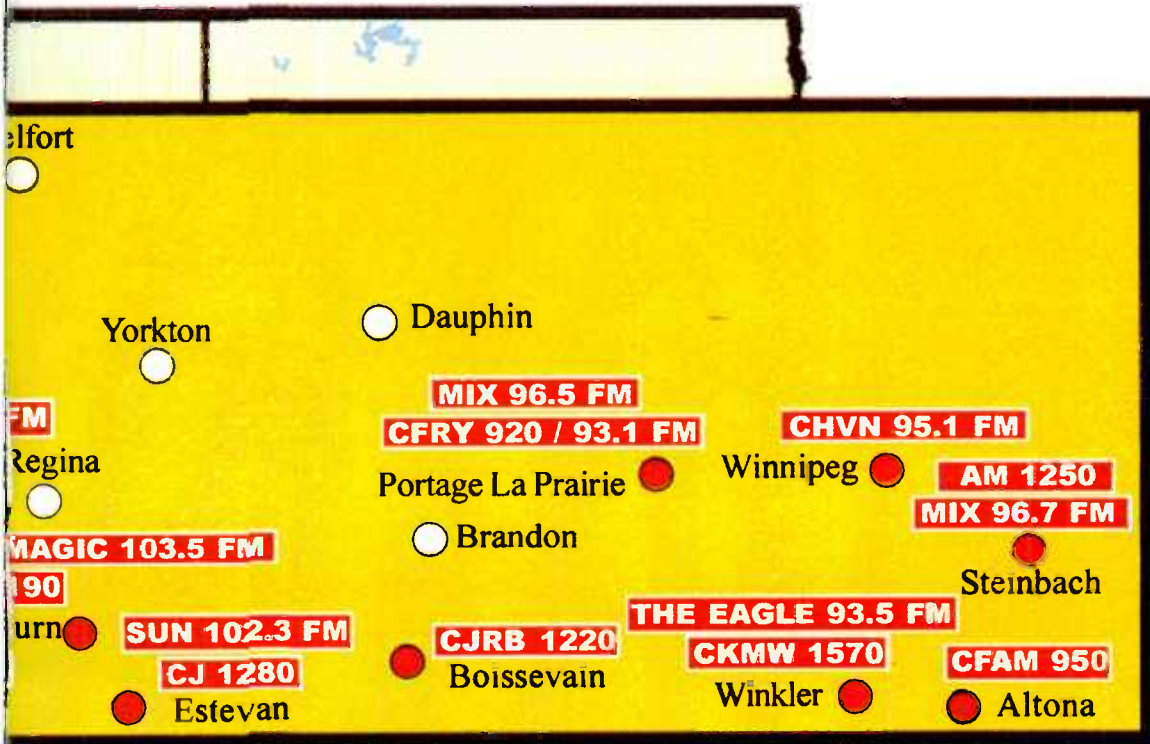 elfort
Dauphin
Yorkton
MIX 96.5 FM
FM
CFRY 920 / 93.1 FM
CHVN 95.1 FM
Regina
Portage La Prairie
Winnipeg
AM 1250
MIX 96.7 FM
Brandon
MAGIC 103.5 FM
Steinbach
190
THE EAGLE 93.5 FM
urn
SUN 102.3 FM
CJRB 1220
CKMW 1570
CFAM 950
CJ 1280
Boissevain
Winkler
Altona
Estevan